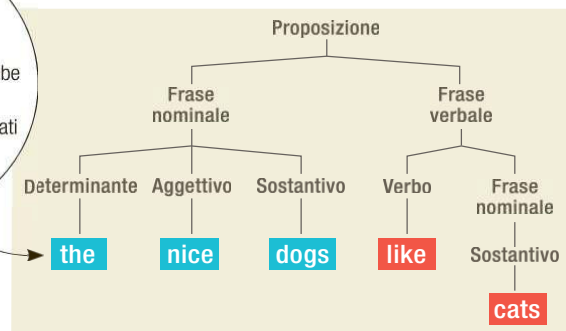 be
ati
Proposizione
Frase
nominale
Frase
verbale
Determinante Aggettivo Sostantivo Verbo Frase
nominale
the nice dogs like Sostantivo
cats